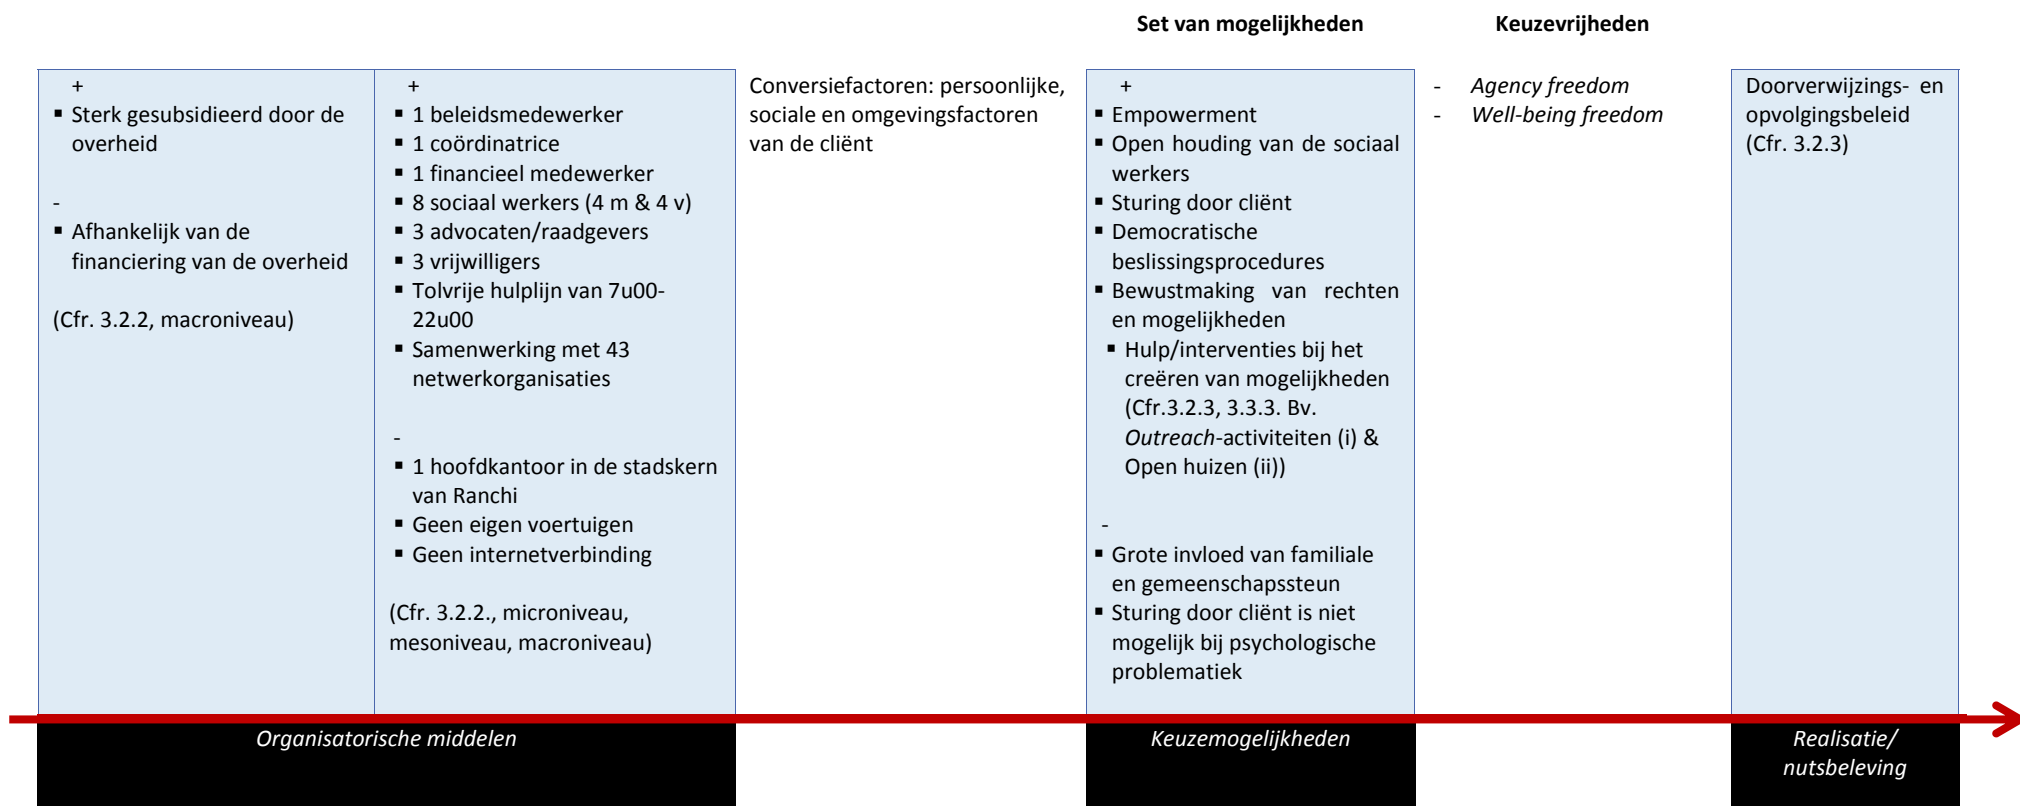 Set van mogelijkheden
Keuzevrijheden
+
▪ Sterk gesubsidieerd door de
overheid
-
▪ Afhankelijk van de
financiering van de overheid
(Cfr. 3.2.2, macroniveau)
+
▪ 1 beleidsmedewerker
▪ 1 coördinatrice
▪ 1 financieel medewerker
▪ 8 sociaal werkers (4 m & 4 v)
▪ 3 advocaten/raadgevers
▪ 3 vrijwilligers
▪ Tolvrije hulplijn van 7u00-
22u00
▪ Samenwerking met 43
netwerkorganisaties
-
▪ 1 hoofdkantoor in de stadskern
van Ranchi
▪ Geen eigen voertuigen
▪ Geen internetverbinding
(Cfr. 3.2.2., microniveau,
mesoniveau, macroniveau)
Conversiefactoren: persoonlijke,
sociale en omgevingsfactoren
van de cliënt
+
▪ Empowerment
▪ Open houding van de sociaal
werkers
▪ Sturing door cliënt
▪ Democratische
beslissingsprocedures
▪ Bewustmaking van rechten
en mogelijkheden
▪ Hulp/interventies bij het
creëren van mogelijkheden
(Cfr.3.2.3, 3.3.3. Bv.
Outreach-activiteiten (i) &
Open huizen (ii))
-
▪ Grote invloed van familiale
en gemeenschapssteun
▪ Sturing door cliënt is niet
mogelijk bij psychologische
problematiek
- Agency freedom
- Well-being freedom
Doorverwijzings- en
opvolgingsbeleid
(Cfr. 3.2.3)
Organisatorische middelen
Keuzemogelijkheden
Realisatie/
nutsbeleving